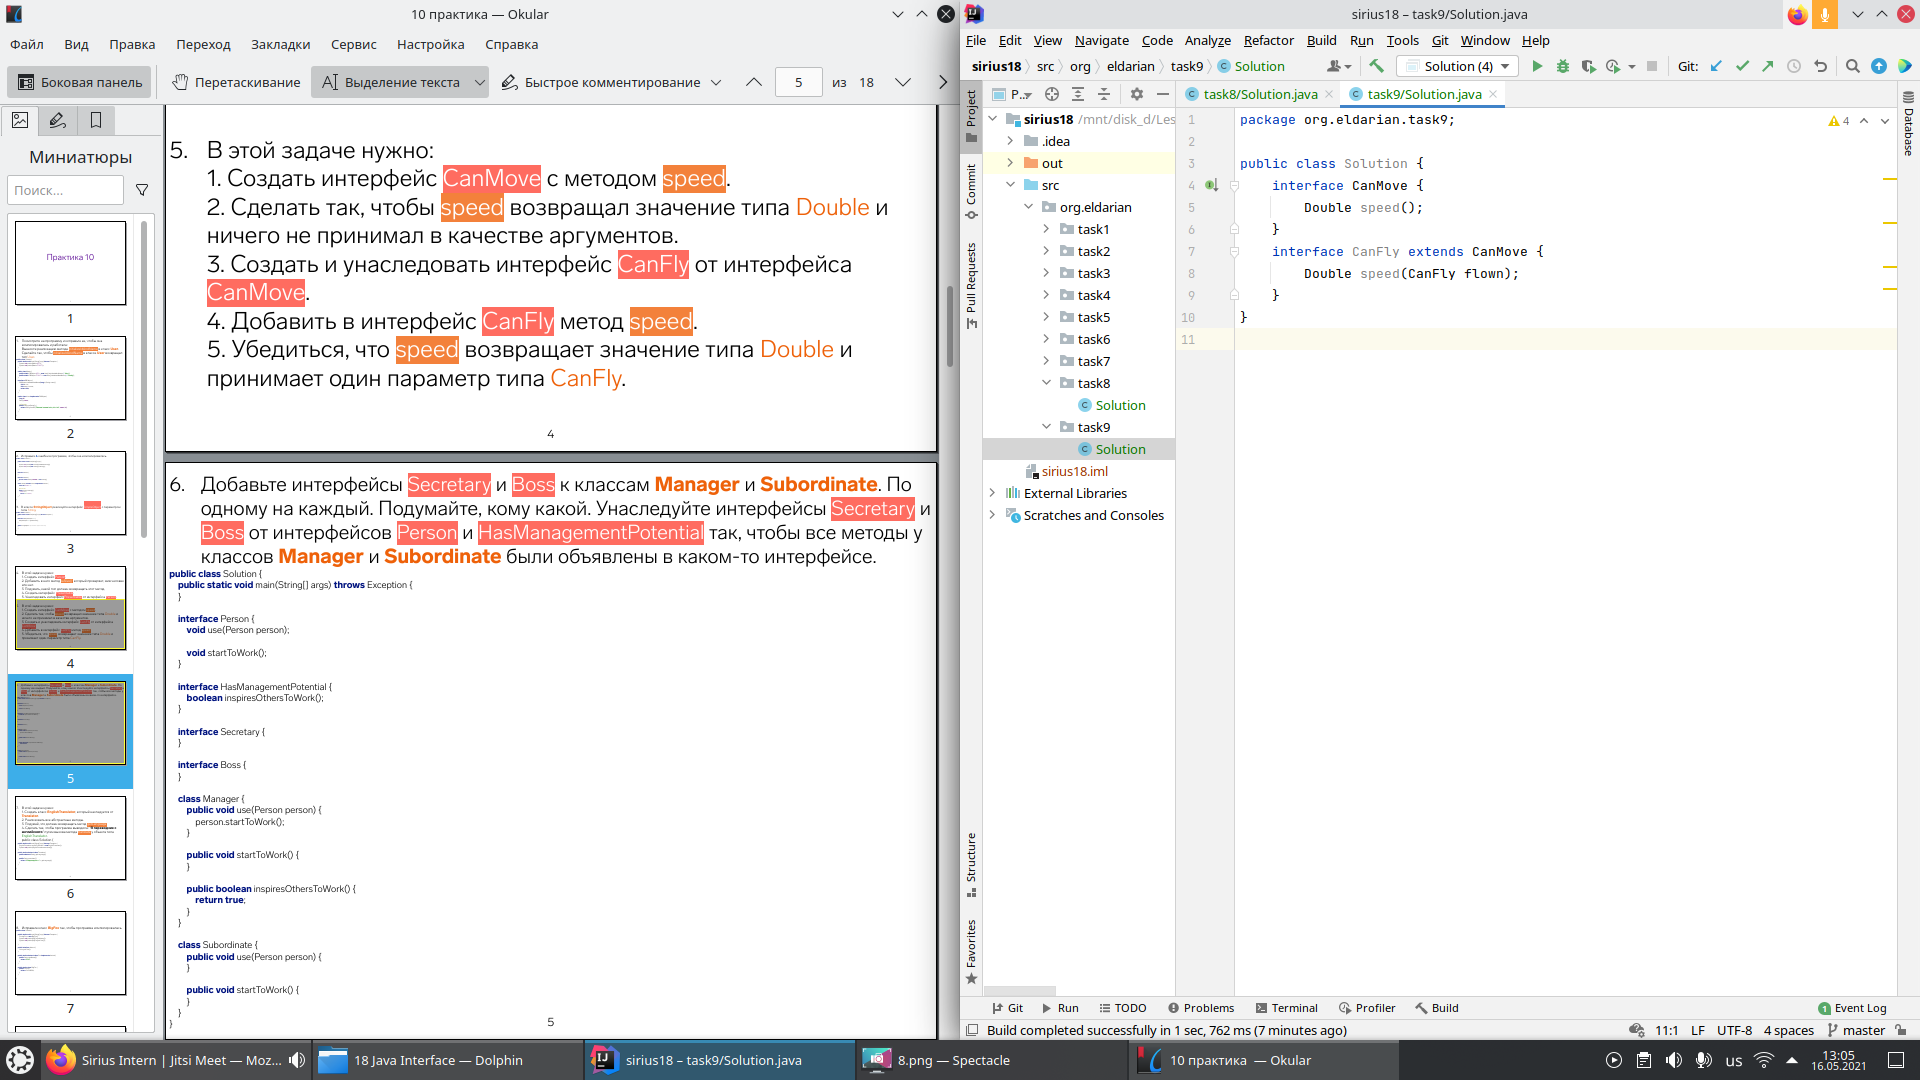 10 практика — Okular
Файл Вид Правка Переход Закладки Сервис Настройка Справка
Боковая панель Перетаскивание Выделение текста Быстрое комментирование 5 из 18
Миниатюры
Поиск...
Практика 10
1
2
3
4
5
6
7
5. В этой задаче нужно:
1. Создать интерфейс CanMove с методом speed.
2. Сделать так, чтобы speed возвращал значение типа Double и
ничего не принимал в качестве аргументов.
3. Создать и унаследовать интерфейс CanFly от интерфейса
CanMove.
4. Добавить в интерфейс CanFly метод speed.
5. Убедиться, что speed возвращает значение типа Double и
принимает один параметр типа CanFly.
4
6. Добавьте интерфейсы Secretary и Boss к классам Manager и Subordinate. По
одному на каждый. Подумайте, кому какой. Унаследуйте интерфейсы Secretary и
Boss от интерфейсов Person и HasManagementPotential так, чтобы все методы у
классов Manager и Subordinate были объявлены в каком-то интерфейсе.
public class Solution {
public static void main(String[] args) throws Exception {
}
interface Person {
void use(Person person);
void startToWork();
}
interface HasManagementPotential {
boolean inspiresOthersToWork();
}
interface Secretary {
}
interface Boss {
}
class Manager {
public void use(Person person) {
person.startToWork();
}
public void startToWork() {
}
public boolean inspiresOthersToWork() {
return true;
}
}
class Subordinate {
public void use(Person person) {
}
public void startToWork() {
}
}
}
5
sirius18 – task9/Solution.java
File Edit View Navigate Code Analyze Refactor Build Run Tools Git Window Help
sirius18 src org eldarian task9 Solution Solution (4) Git:
Project
Commit
Pull Requests
Structure
Favorites
Database
P..
sirius18 /mnt/disk_d/Les
.idea
out
src
org.eldarian
task1
task2
task3
task4
task5
task6
task7
task8
Solution
task9
Solution
sirius18.iml
External Libraries
Scratches and Consoles
task8/Solution.java task9/Solution.java
4
1 package org.eldarian.task9;
2
3 public class Solution {
4 interface CanMove {
5 Double speed();
6 }
7 interface CanFly extends CanMove {
8 Double speed(CanFly flown);
9 }
10 }
11
Git Run TODO Problems Terminal Profiler Build 1 Event Log
Build completed successfully in 1 sec, 762 ms (7 minutes ago) 11:1 LF UTF-8 4 spaces master
Sirius Intern | Jitsi Meet — Moz... 18 Java Interface — Dolphin sirius18 – task9/Solution.java 8.png — Spectacle 10 практика — Okular us 13:05
16.05.2021